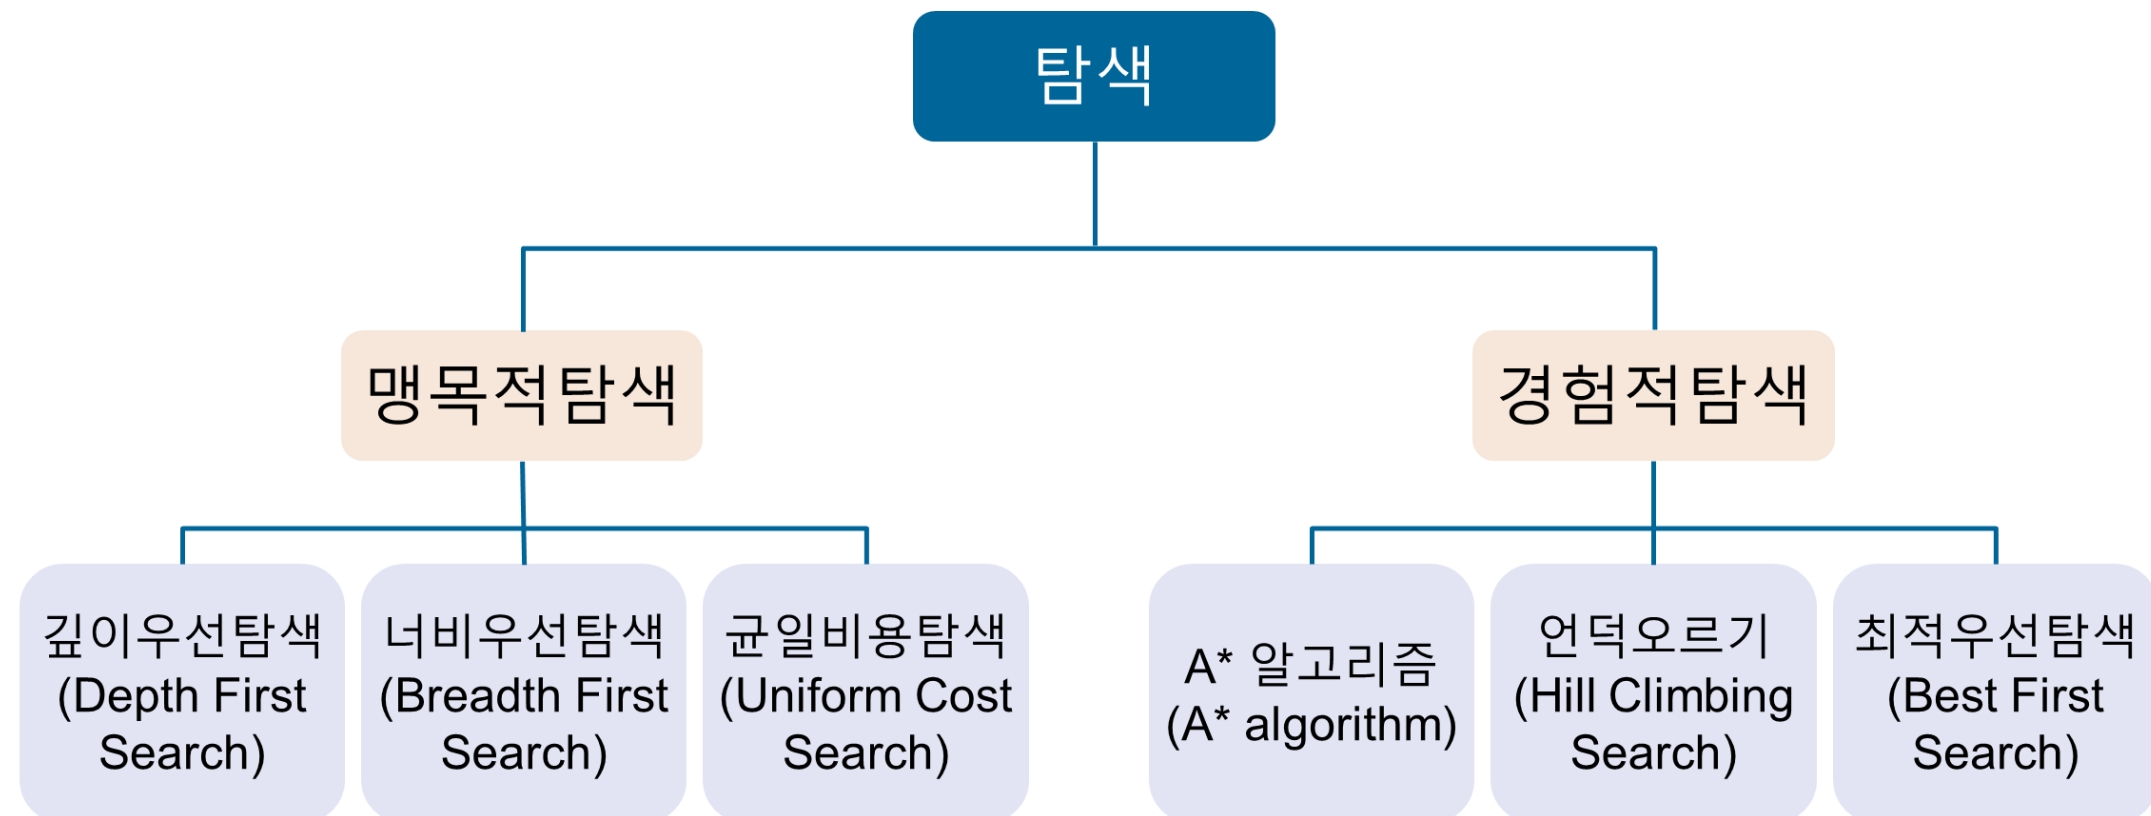 탐색
맹목적탐색
경험적탐색
깊이우선탐색
(Depth First
Search)
너비우선탐색
(Breadth First
Search)
균일비용탐색
(Uniform Cost
Search)
A* 알고리즘
(A* algorithm)
언덕오르기
(Hill Climbing
Search)
최적우선탐색
(Best First
Search)